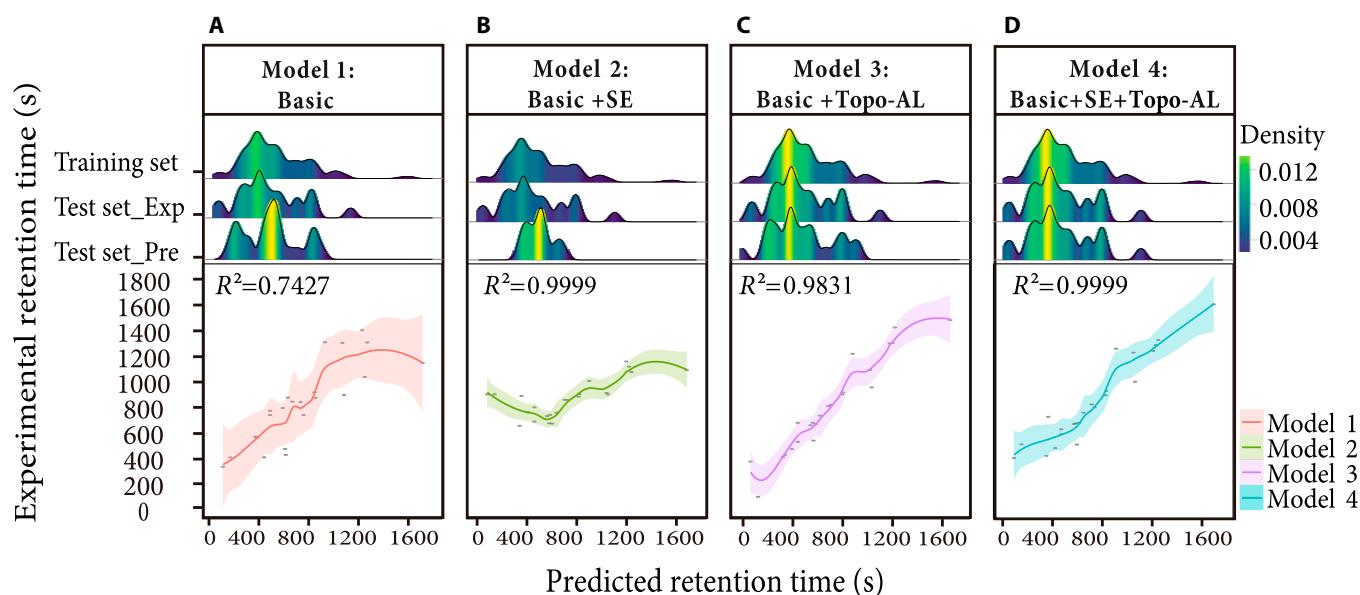 A
B
C
D
Model 1:
Basic
Model 2:
Basic +SE
Model 3:
Basic +Topo-AL
Model 4:
Basic+SE+Topo-AL
Training set
Test set_Exp
Test set_Pre
Density
0.012
0.008
0.004
Experimental retention time (s)
1800
1600
1400
1200
1000
800
600
400
200
0
R²=0.7427
R²=0.9999
R²=0.9831
R²=0.9999
Model 1
Model 2
Model 3
Model 4
0 400 800 1200 1600
0 400 800 1200 1600
0 400 800 1200 1600
0 400 800 1200 1600
Predicted retention time (s)